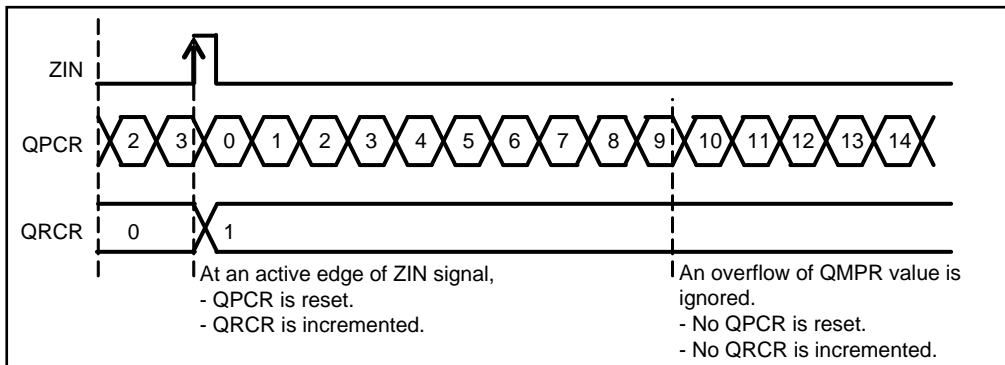 ZIN
QPCR 2 3 0 1 2 3 4 5 6 7 8 9 10 11 12 13 14
QRCR 0 1
At an active edge of ZIN signal,
- QPCR is reset.
- QRCR is incremented.
An overflow of QMPR value is
ignored.
- No QPCR is reset.
- No QRCR is incremented.